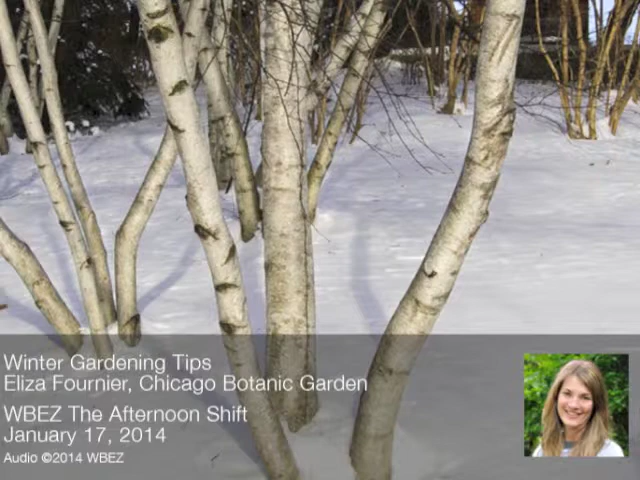 Winter Gardening Tips
Eliza Fournier, Chicago Botanic Garden
WBEZ The Afternoon Shift
January 17, 2014
Audio ©2014 WBEZ